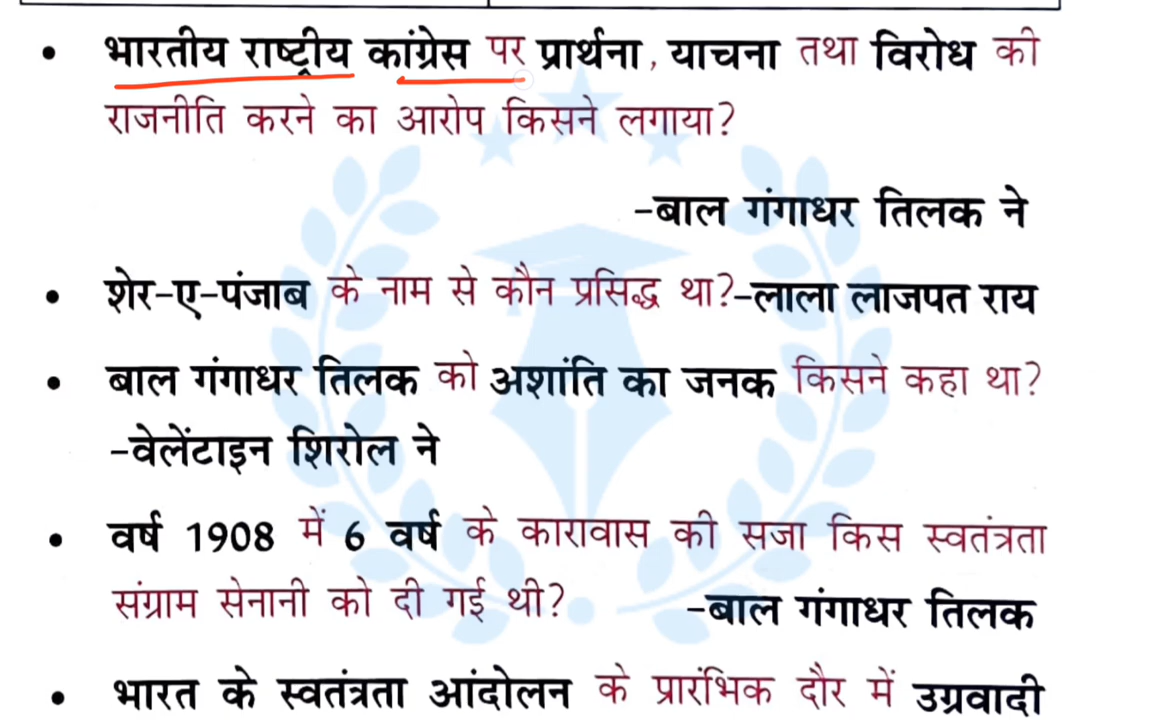 • भारतीय राष्ट्रीय कांग्रेस पर प्रार्थना, याचना तथा विरोध की
राजनीति करने का आरोप किसने लगाया?
-बाल गंगाधर तिलक ने
• शेर-ए-पंजाब के नाम से कौन प्रसिद्ध था?-लाला लाजपत राय
• बाल गंगाधर तिलक को अशांति का जनक किसने कहा था?
-वेलेंटाइन शिरोल ने
• वर्ष 1908 में 6 वर्ष के कारावास की सजा किस स्वतंत्रता
संग्राम सेनानी को दी गई थी?
-बाल गंगाधर तिलक
• भारत के स्वतंत्रता आंदोलन के प्रारंभिक दौर में उग्रवादी